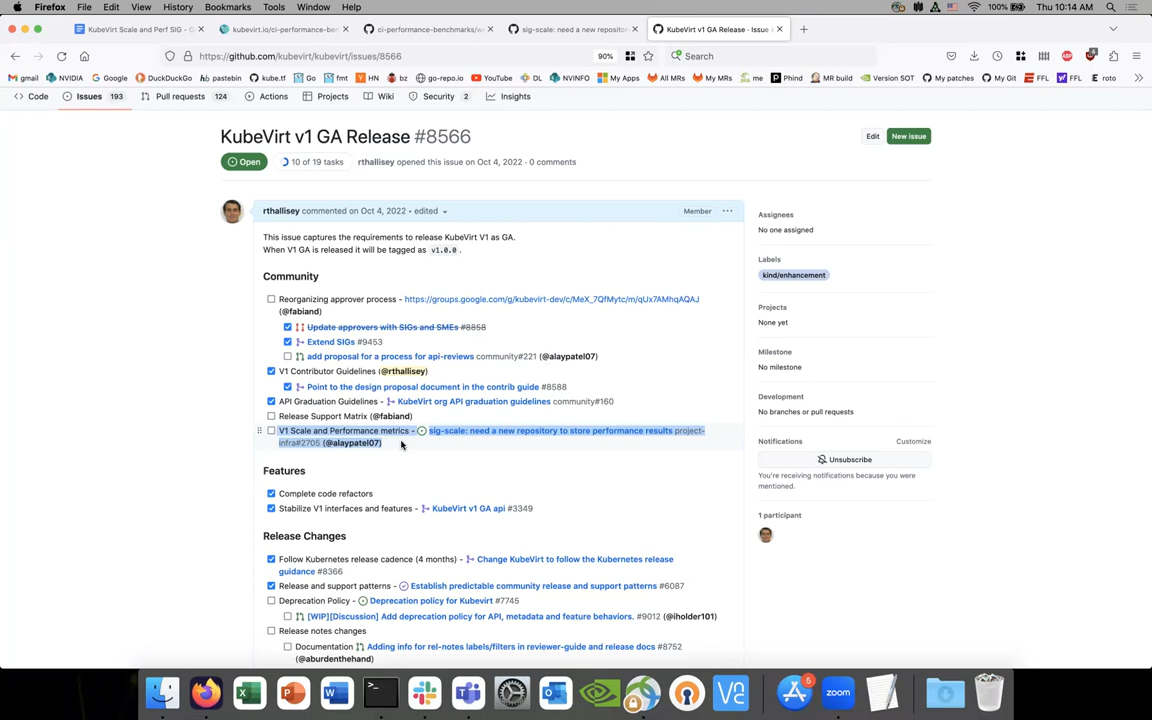 Firefox File Edit View History Bookmarks Tools Window Help 100% Thu 10:14 AM
KubeVirt Scale and Perf SIG - G
kubevirt.io/ci-performance-ben
ci-performance-benchmarks/w
sig-scale: need a new repositor
KubeVirt v1 GA Release · Issue
https://github.com/kubevirt/kubevirt/issues/8566 90% Search
gmail NVIDIA Google DuckDuckGo pastebin kube.tf Go fmt HN bz go-repo.io YouTube DL NVINFO My Apps All MRs My MRs me Phind MR build Version SOT My patches My Git FFL FFL roto
Code Issues 193 Pull requests 124 Actions Projects Wiki Security 2 Insights
KubeVirt v1 GA Release #8566
Edit New issue
Open 10 of 19 tasks rthallisey opened this issue on Oct 4, 2022 · 0 comments
rthallisey commented on Oct 4, 2022 • edited
Member
This issue captures the requirements to release KubeVirt V1 as GA.
When V1 GA is released it will be tagged as v1.0.0 .
Community
Reorganizing approver process - https://groups.google.com/g/kubevirt-dev/c/MeX_7QfMytc/m/qUx7AMhqAQAJ
(@fabiand)
Update approvers with SIGs and SMEs #8858
Extend SIGs #9453
add proposal for a process for api-reviews community#221 (@alaypatel07)
V1 Contributor Guidelines (@rthallisey)
Point to the design proposal document in the contrib guide #8588
API Graduation Guidelines - KubeVirt org API graduation guidelines community#160
Release Support Matrix (@fabiand)
V1 Scale and Performance metrics - sig-scale: need a new repository to store performance results project-
infra#2705 (@alaypatel07)
Features
Complete code refactors
Stabilize V1 interfaces and features - KubeVirt v1 GA api #3349
Release Changes
Follow Kubernetes release cadence (4 months) - Change KubeVirt to follow the Kubernetes release
guidance #8366
Release and support patterns - Establish predictable community release and support patterns #6087
Deprecation Policy - Deprecation policy for Kubevirt #7745
[WIP][Discussion] Add deprecation policy for API, metadata and feature behaviors. #9012 (@iholder101)
Release notes changes
Documentation Adding info for rel-notes labels/filters in reviewer-guide and release docs #8752
(@aburdenthehand)
Assignees
No one assigned
Labels
kind/enhancement
Projects
None yet
Milestone
No milestone
Development
No branches or pull requests
Notifications Customize
Unsubscribe
You're receiving notifications because you were
mentioned.
1 participant
5
zoom